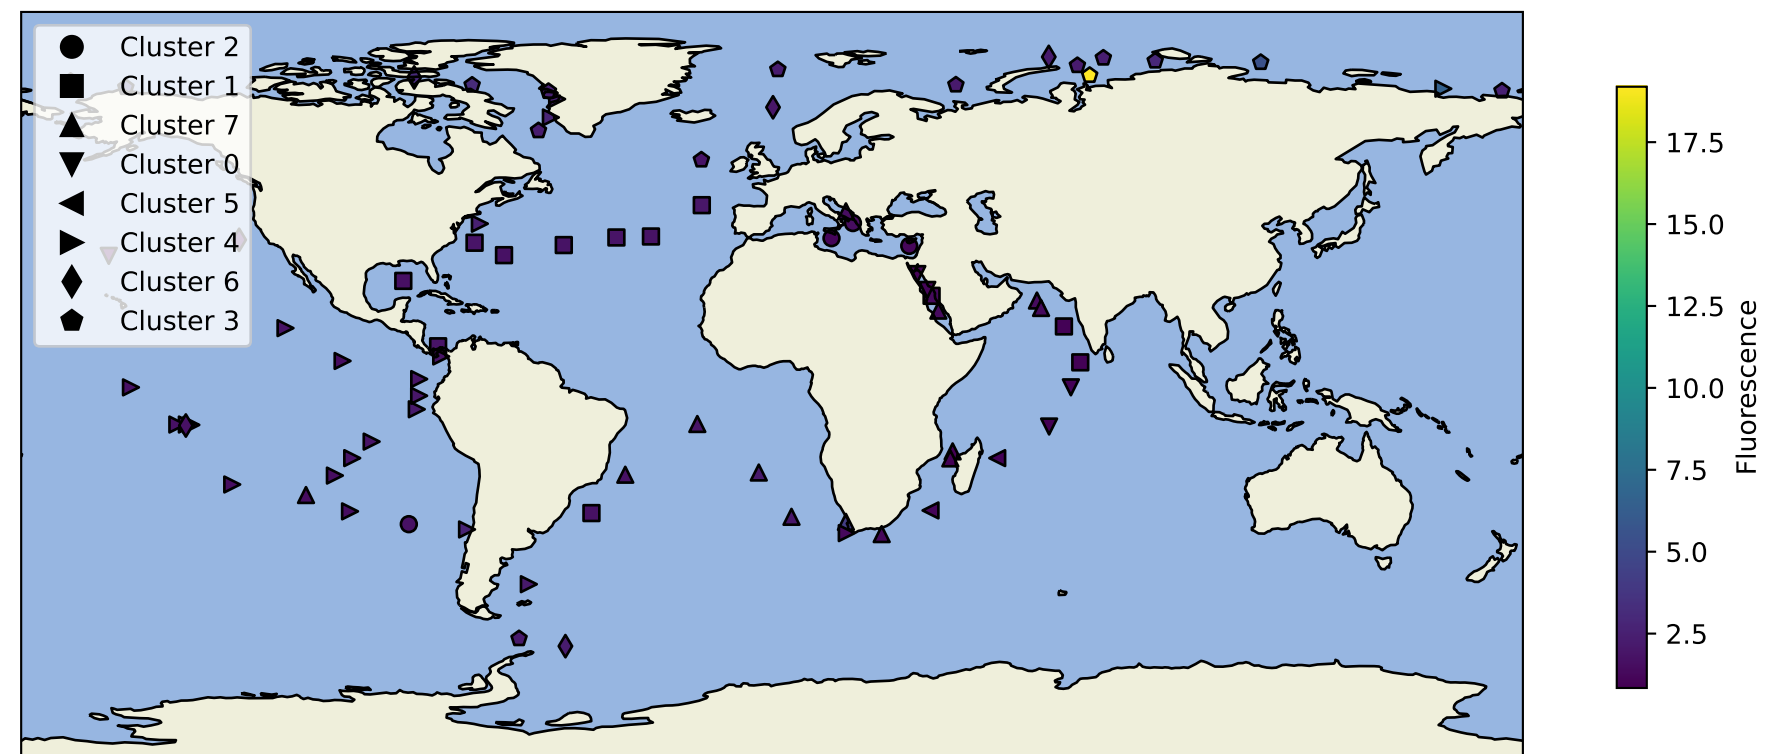 Cluster 2
Cluster 1
Cluster 7
Cluster 0
Cluster 5
Cluster 4
Cluster 6
Cluster 3
17.5
15.0
12.5
10.0
7.5
5.0
2.5
Fluorescence